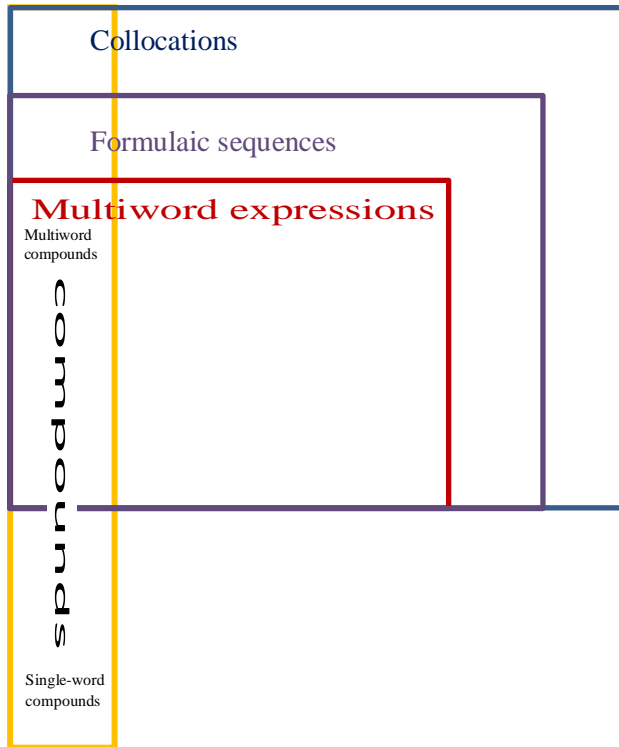 Collocations
Formulaic sequences
Multiword expressions
Multiword
compounds
compounds
Single-word
compounds